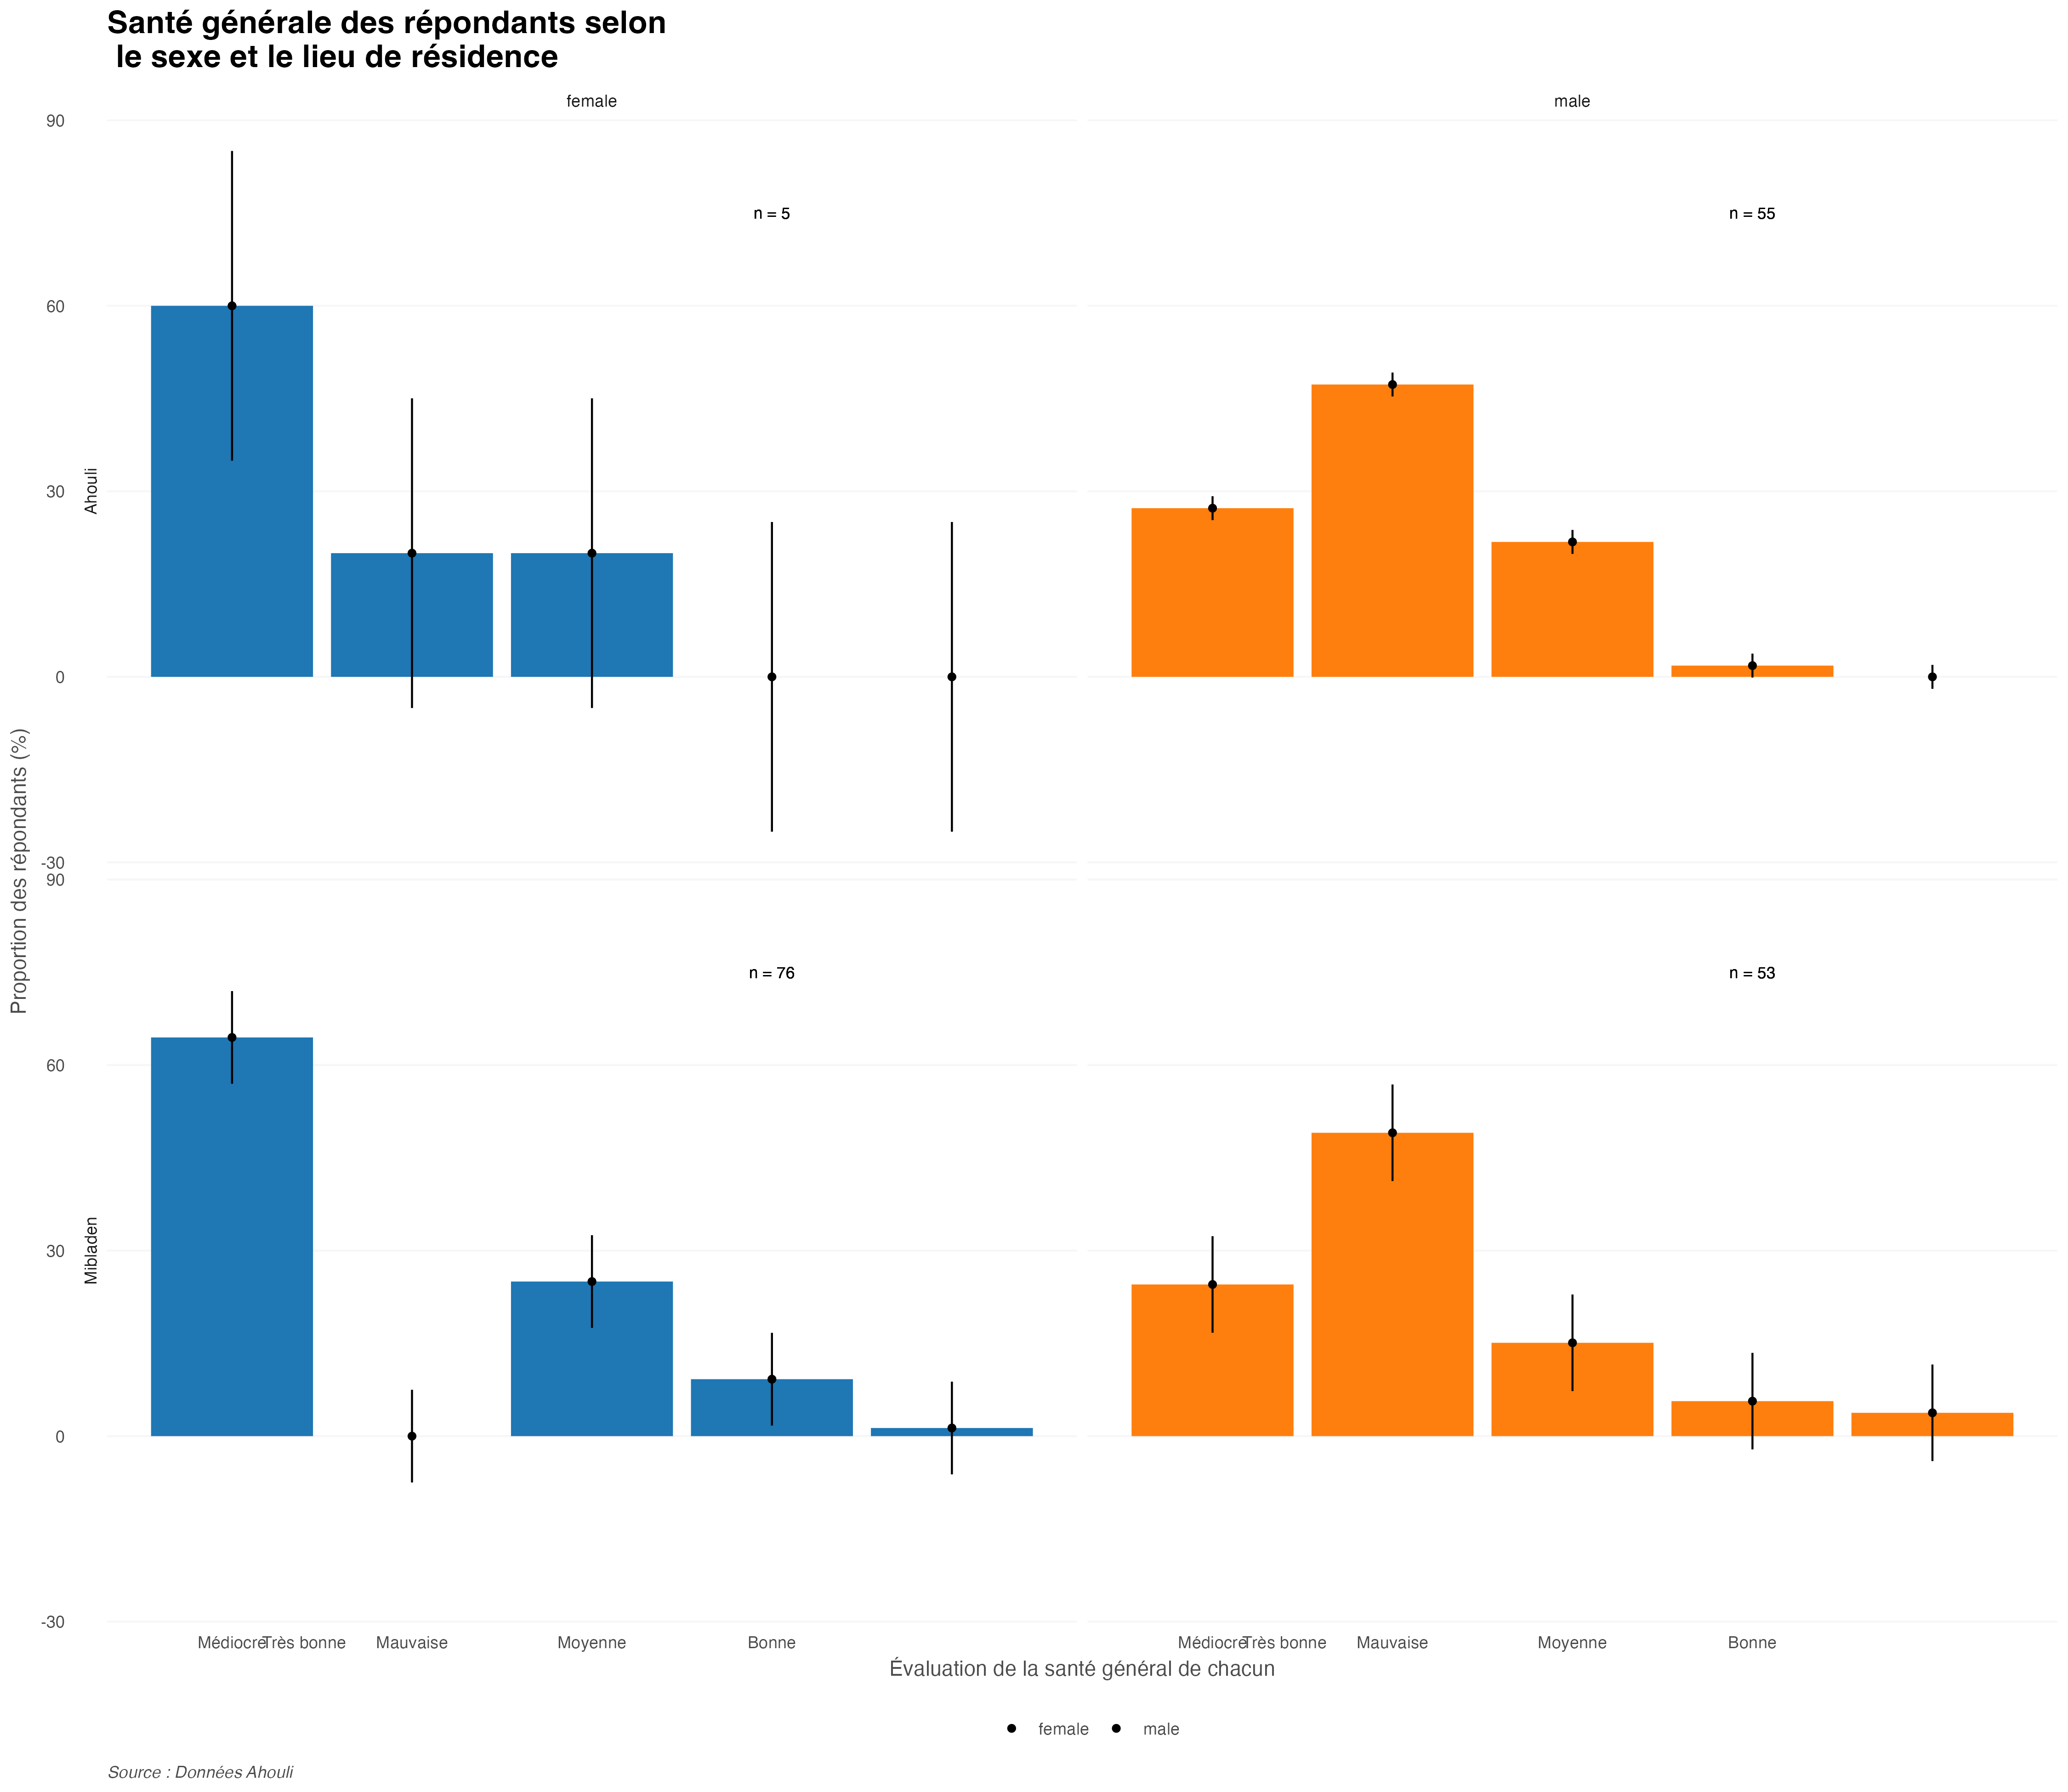 Santé générale des répondants selon
le sexe et le lieu de résidence
female
male
90
n = 5
n = 55
60
30
Ahouli
0
-30
Proportion des répondants (%)
90
n = 76
n = 53
60
30
Mibladen
0
-30
Médiocre Très bonne Mauvaise Moyenne Bonne
Médiocre Très bonne Mauvaise Moyenne Bonne
Évaluation de la santé général de chacun
female male
Source : Données Ahouli